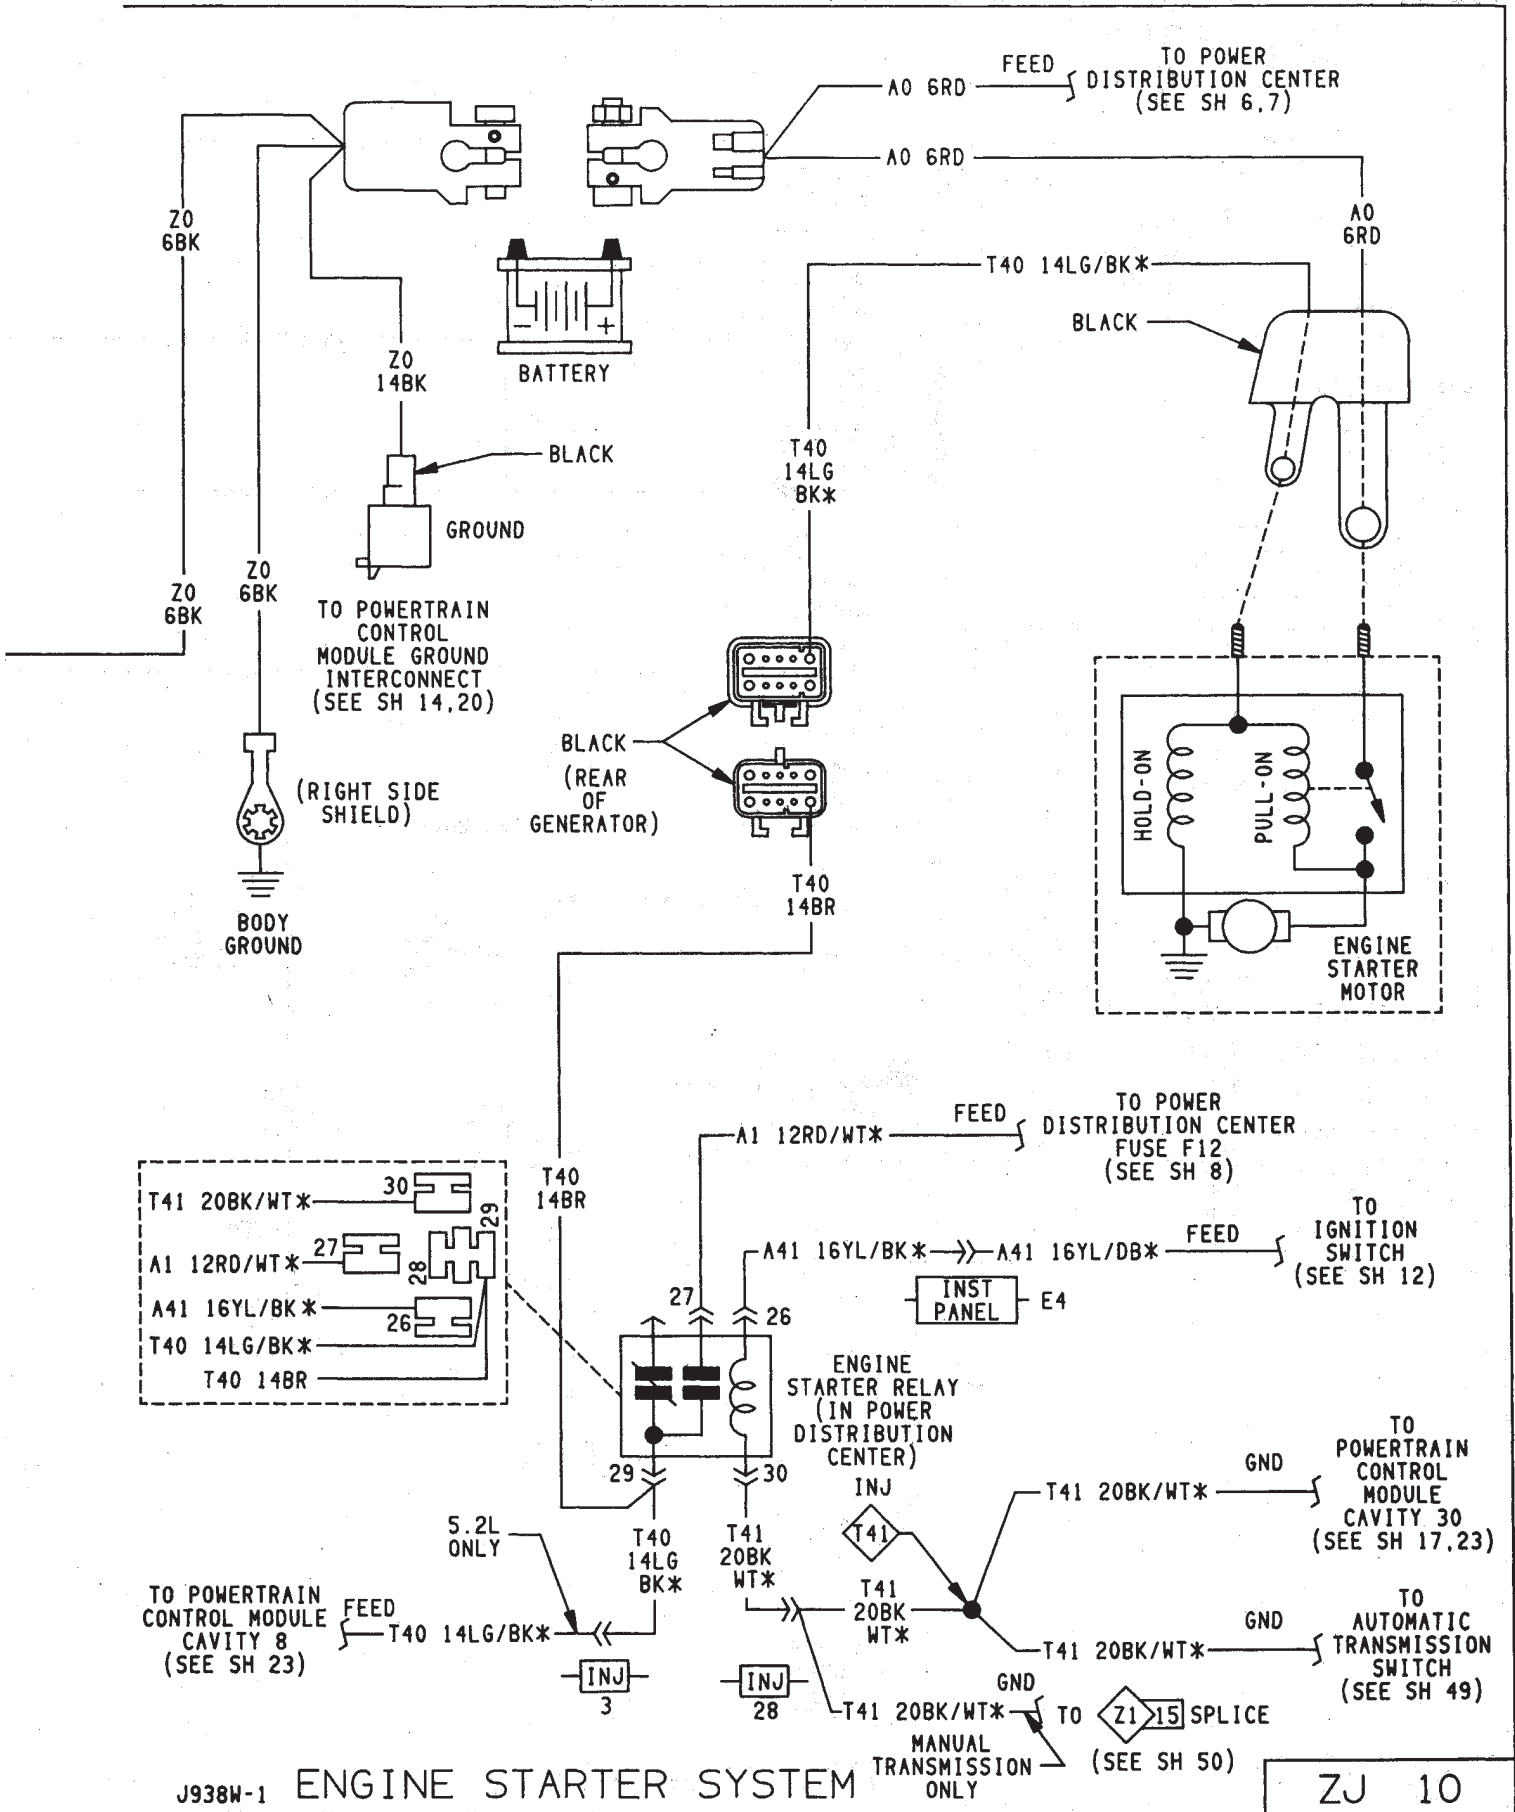 A0 6RD
FEED
TO POWER
DISTRIBUTION CENTER
(SEE SH 6,7)
A0 6RD
Z0
6BK
A0
6RD
T40 14LG/BK*
BLACK
Z0
14BK
BATTERY
- +
BLACK
T40
14LG
BK*
GROUND
Z0
6BK
Z0
6BK
TO POWERTRAIN
CONTROL
MODULE GROUND
INTERCONNECT
(SEE SH 14,20)
BLACK
(REAR
OF
GENERATOR)
(RIGHT SIDE
SHIELD)
HOLD-ON
PULL-ON
T40
14BR
BODY
GROUND
ENGINE
STARTER
MOTOR
A1 12RD/WT*
FEED
TO POWER
DISTRIBUTION CENTER
FUSE F12
(SEE SH 8)
T41 20BK/WT*
30
29
A1 12RD/WT*
27
28
A41 16YL/BK*
26
T40 14LG/BK*
T40 14BR
T40
14BR
A41 16YL/BK*
A41 16YL/DB*
FEED
TO
IGNITION
SWITCH
(SEE SH 12)
INST
PANEL
E4
27
26
ENGINE
STARTER RELAY
(IN POWER
DISTRIBUTION
CENTER)
29
30
INJ
T41
T41 20BK/WT*
GND
TO
POWERTRAIN
CONTROL
MODULE
CAVITY 30
(SEE SH 17,23)
5.2L
ONLY
T40
14LG
BK*
T41
20BK
WT*
T41
20BK
WT*
TO POWERTRAIN
CONTROL MODULE
CAVITY 8
(SEE SH 23)
FEED
T40 14LG/BK*
INJ
3
INJ
28
T41 20BK/WT*
GND
TO
AUTOMATIC
TRANSMISSION
SWITCH
(SEE SH 49)
T41 20BK/WT*
GND
TO
Z1
15
SPLICE
(SEE SH 50)
MANUAL
TRANSMISSION
ONLY
J938W-1
ENGINE STARTER SYSTEM
ZJ 10